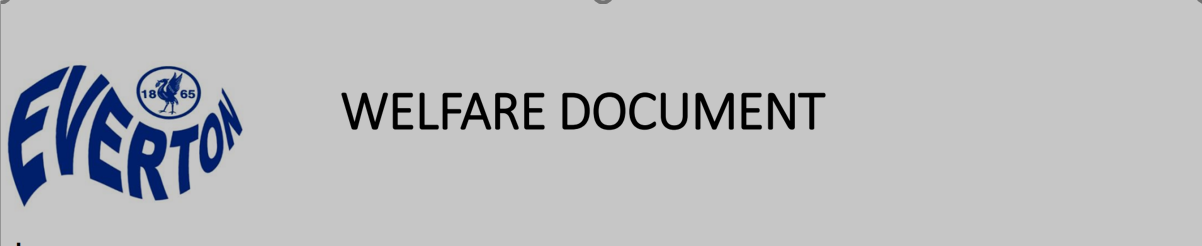 EVERTON
18 65
WELFARE DOCUMENT